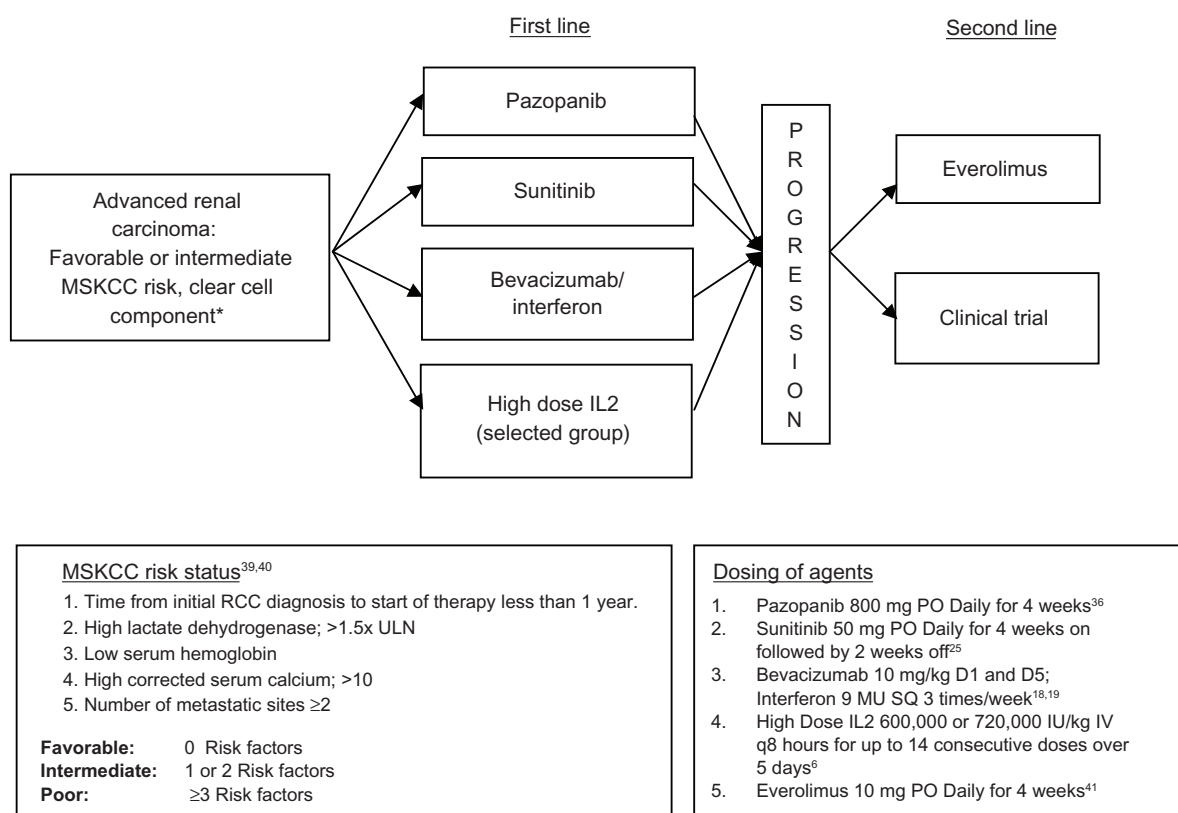 First line
Second line
Advanced renal
carcinoma:
Favorable or intermediate
MSKCC risk, clear cell
component*
Pazopanib
Sunitinib
Bevacizumab/
interferon
High dose IL2
(selected group)
P
R
O
G
R
E
S
S
I
O
N
Everolimus
Clinical trial
MSKCC risk status39,40
1. Time from initial RCC diagnosis to start of therapy less than 1 year.
2. High lactate dehydrogenase; >1.5x ULN
3. Low serum hemoglobin
4. High corrected serum calcium; >10
5. Number of metastatic sites ≥2
Favorable: 0 Risk factors
Intermediate: 1 or 2 Risk factors
Poor: ≥3 Risk factors
Dosing of agents
1. Pazopanib 800 mg PO Daily for 4 weeks36
2. Sunitinib 50 mg PO Daily for 4 weeks on
followed by 2 weeks off25
3. Bevacizumab 10 mg/kg D1 and D5;
Interferon 9 MU SQ 3 times/week18,19
4. High Dose IL2 600,000 or 720,000 IU/kg IV
q8 hours for up to 14 consecutive doses over
5 days6
5. Everolimus 10 mg PO Daily for 4 weeks41